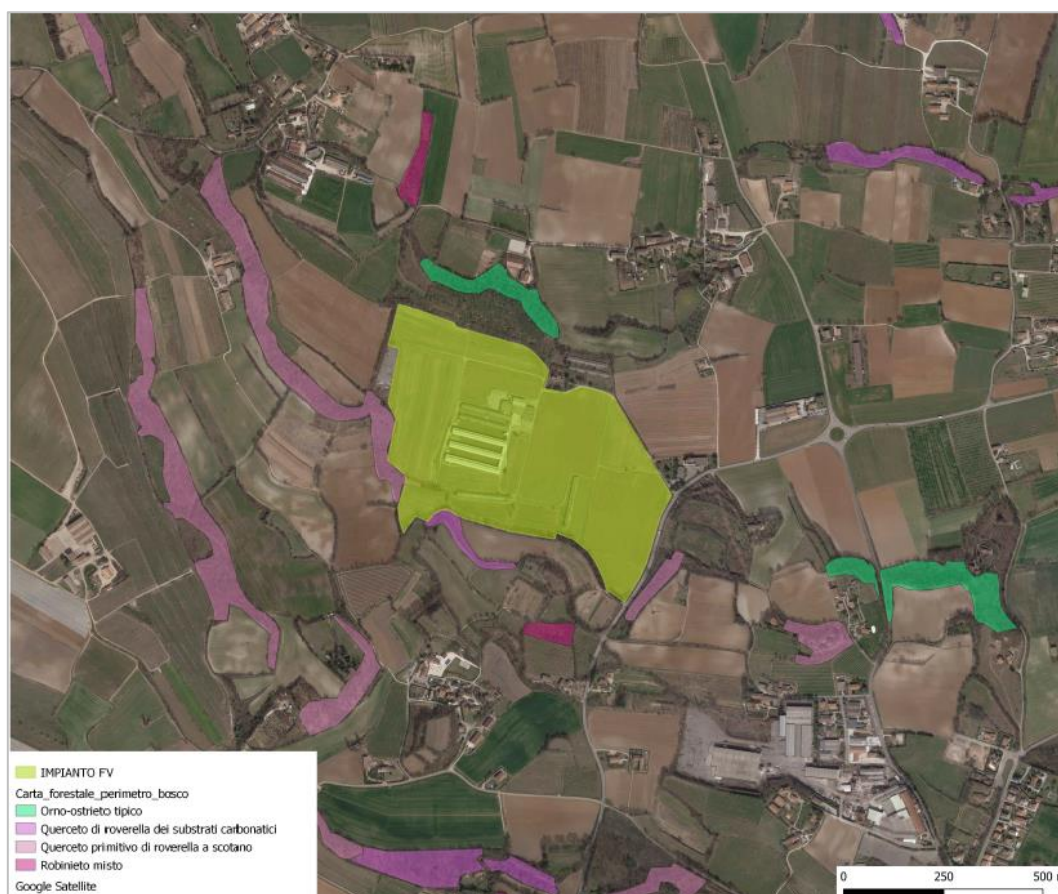 IMPIANTO FV
Carta_forestale_perimetro_bosco
Orno-ostrieto tipico
Querceto di roverella dei substrati carbonatici
Querceto primitivo di roverella a scotano
Robinieto misto
Google Satellite
0 250 500 m